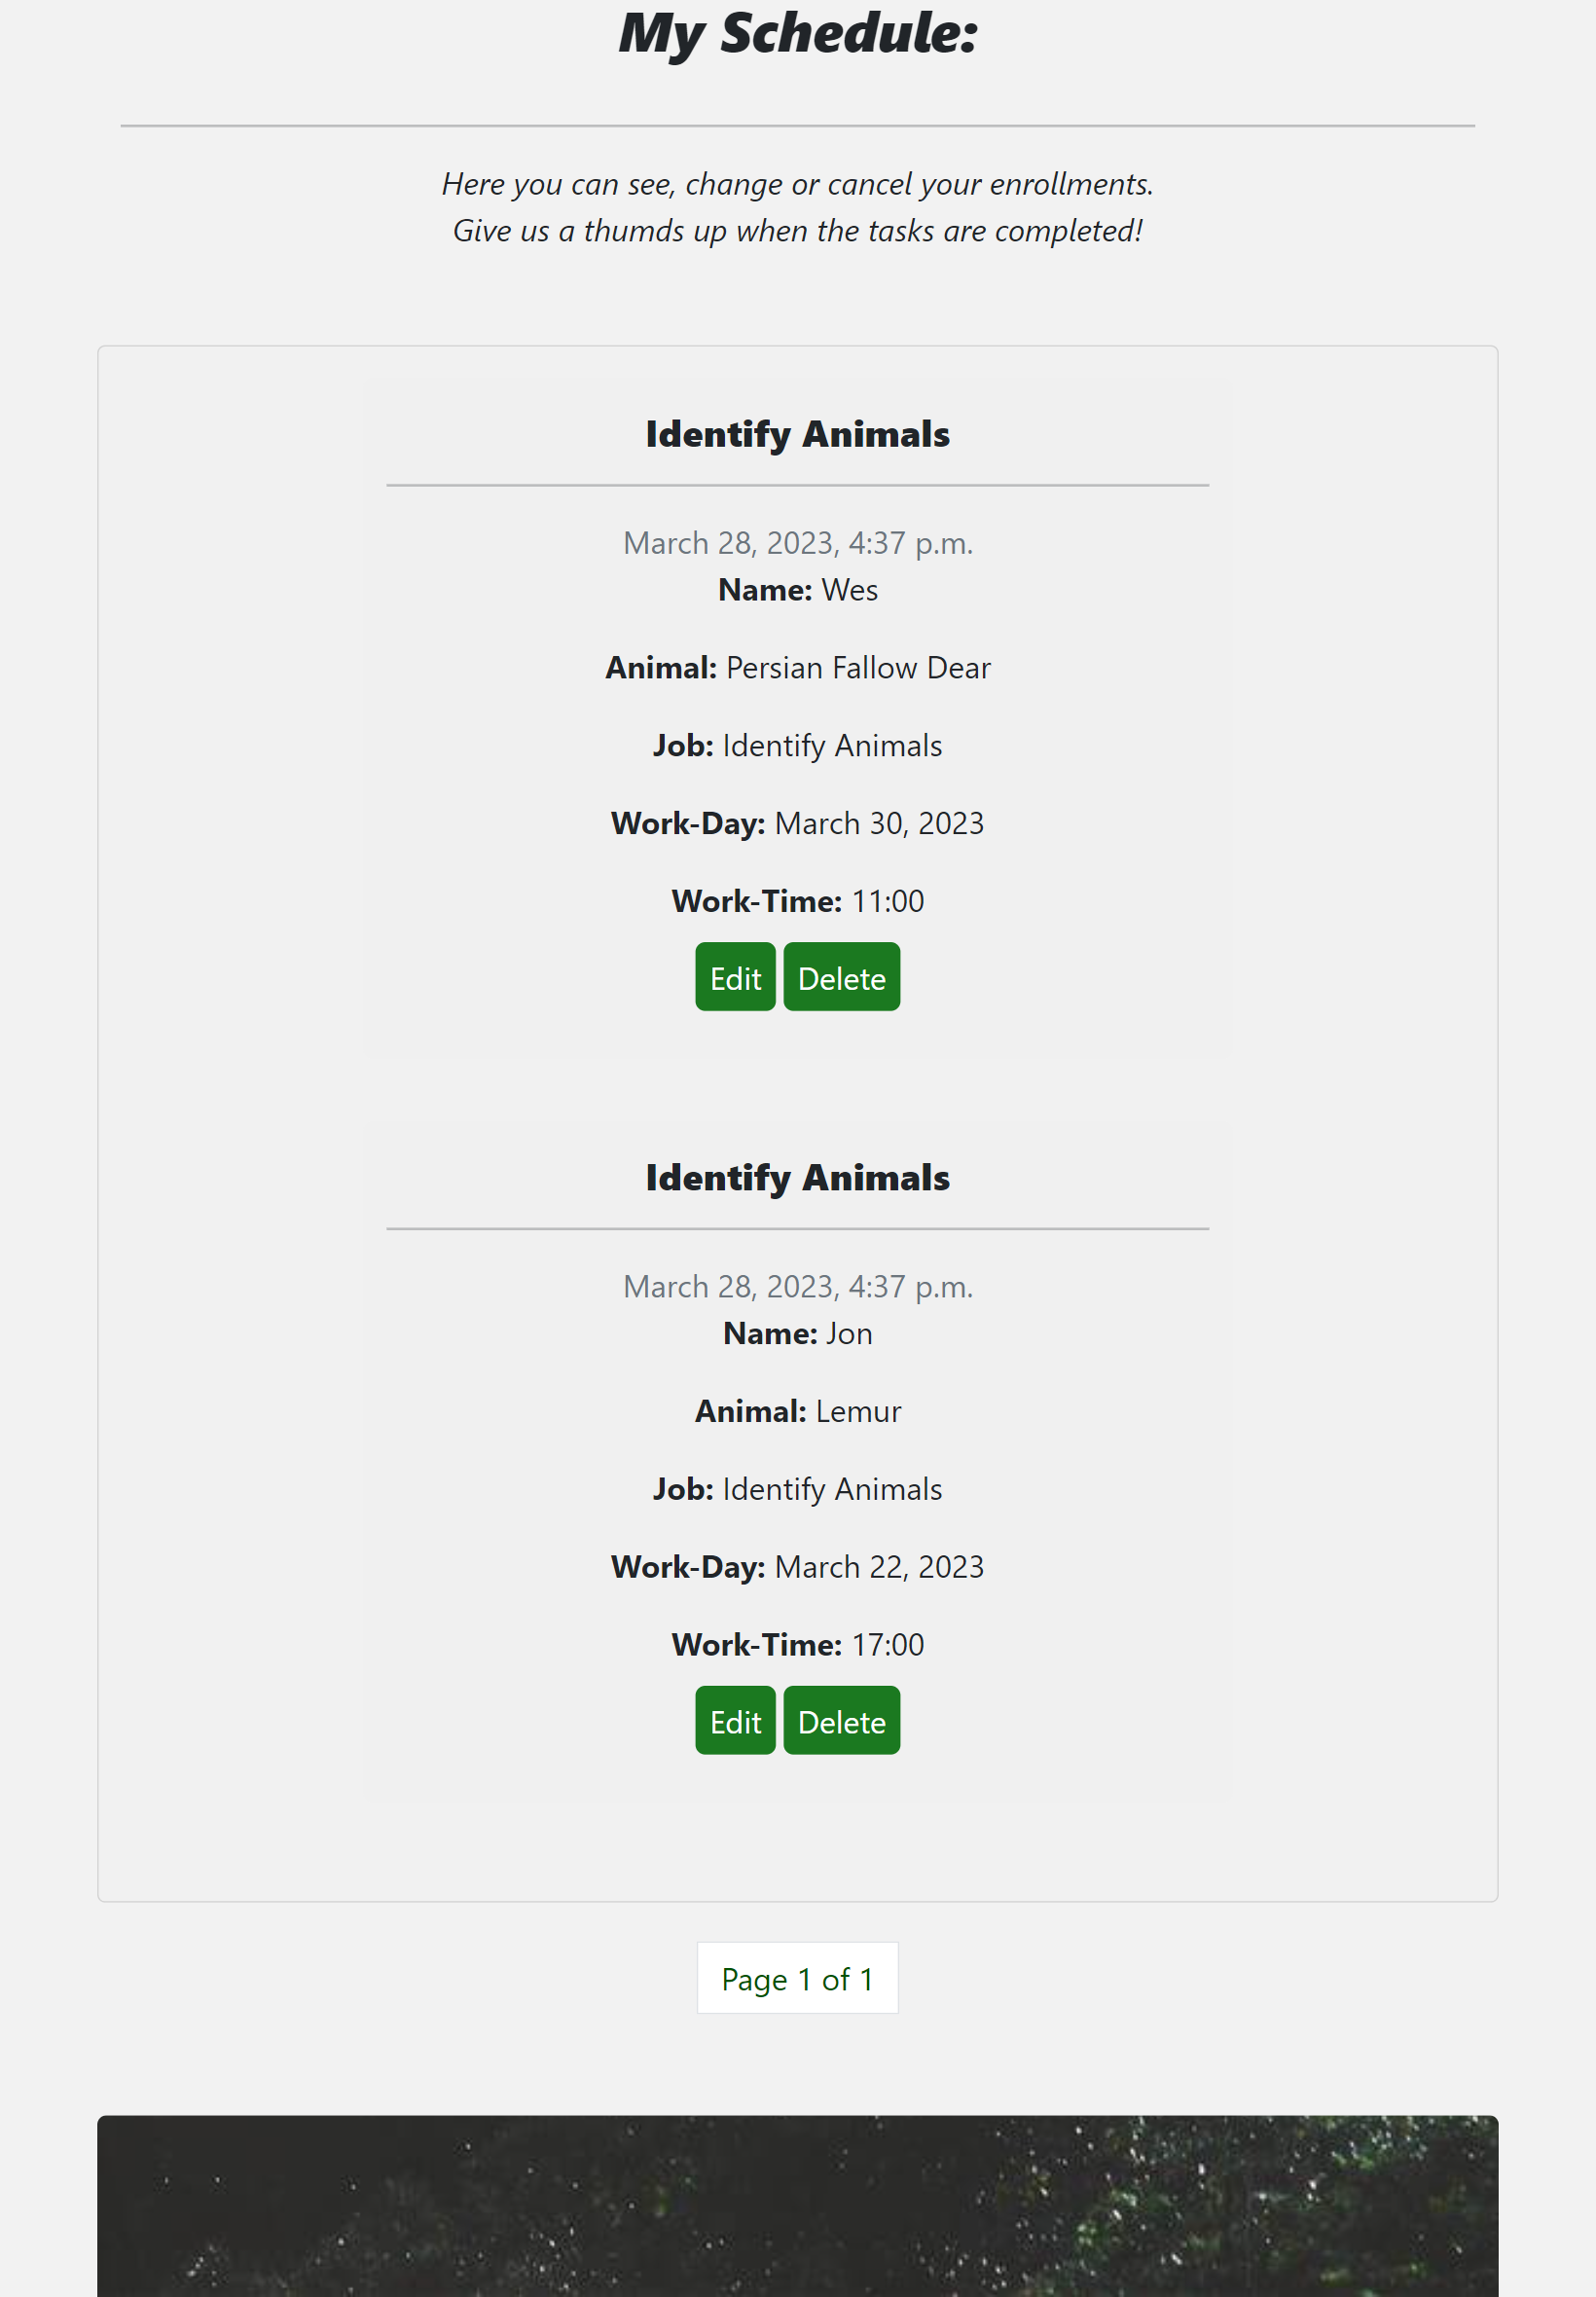 My Schedule:
Here you can see, change or cancel your enrollments.
Give us a thumds up when the tasks are completed!
Identify Animals
March 28, 2023, 4:37 p.m.
Name: Wes
Animal: Persian Fallow Dear
Job: Identify Animals
Work-Day: March 30, 2023
Work-Time: 11:00
Edit Delete
Identify Animals
March 28, 2023, 4:37 p.m.
Name: Jon
Animal: Lemur
Job: Identify Animals
Work-Day: March 22, 2023
Work-Time: 17:00
Edit Delete
Page 1 of 1